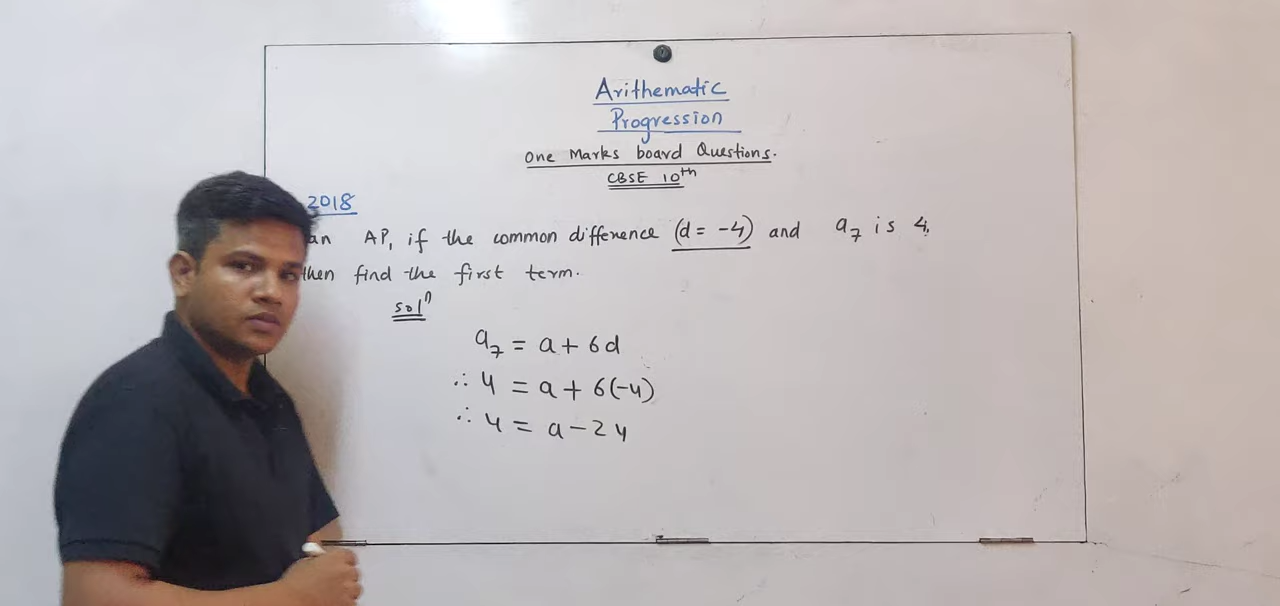 Arithematic
Progression
One Marks board Questions.
CBSE 10th
2018
an AP, if the common difference (d = -4) and a₇ is 4,
then find the first term.
Solⁿ
a₇ = a + 6d
∴ 4 = a + 6(-4)
∴ 4 = a - 24